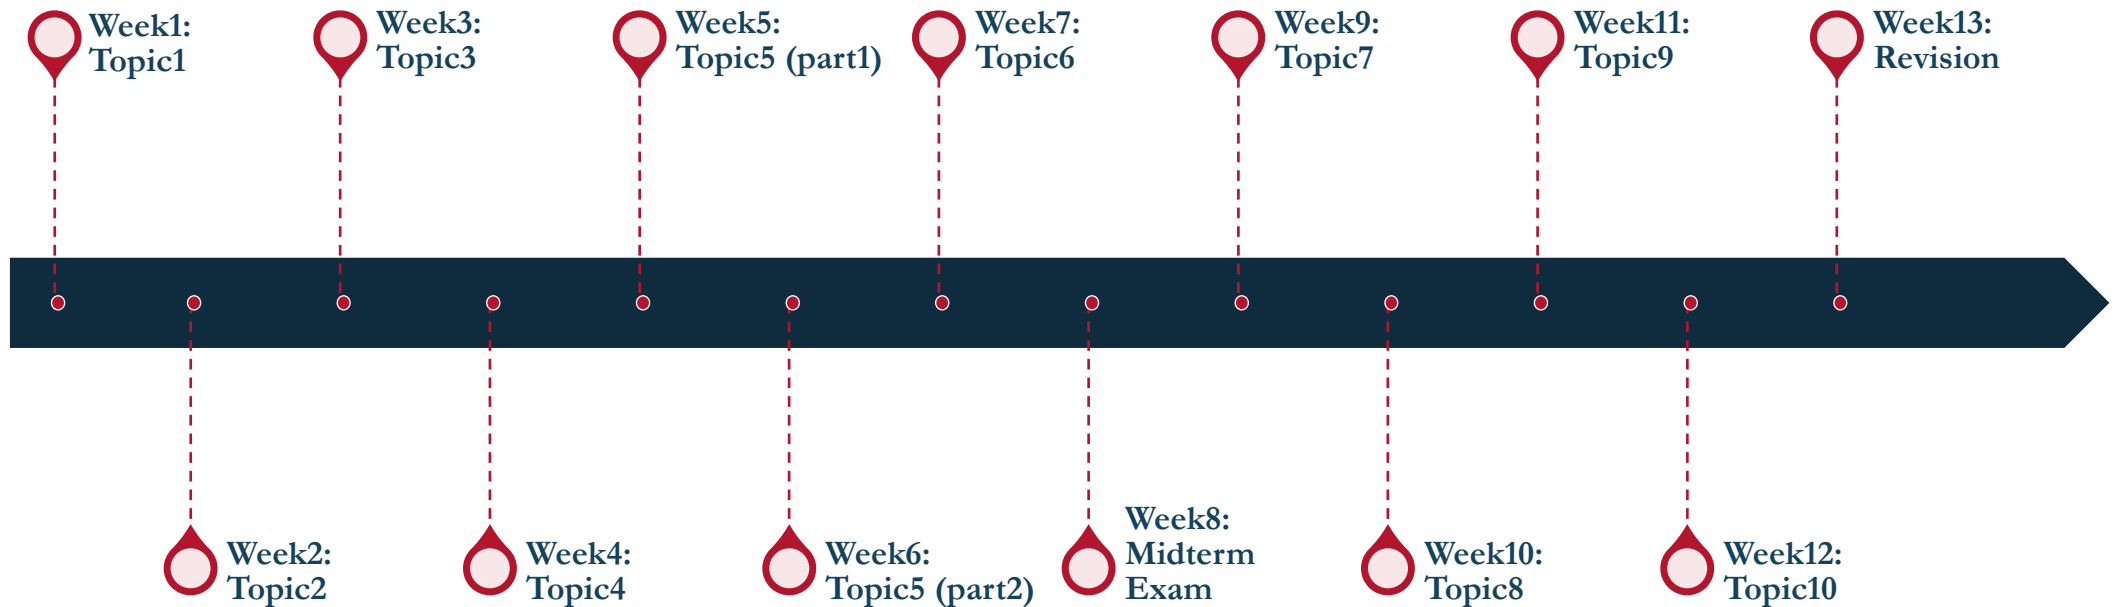 Week1:
Topic1
Week3:
Topic3
Week5:
Topic5 (part1)
Week7:
Topic6
Week9:
Topic7
Week11:
Topic9
Week13:
Revision
Week2:
Topic2
Week4:
Topic4
Week6:
Topic5 (part2)
Week8:
Midterm
Exam
Week10:
Topic8
Week12:
Topic10